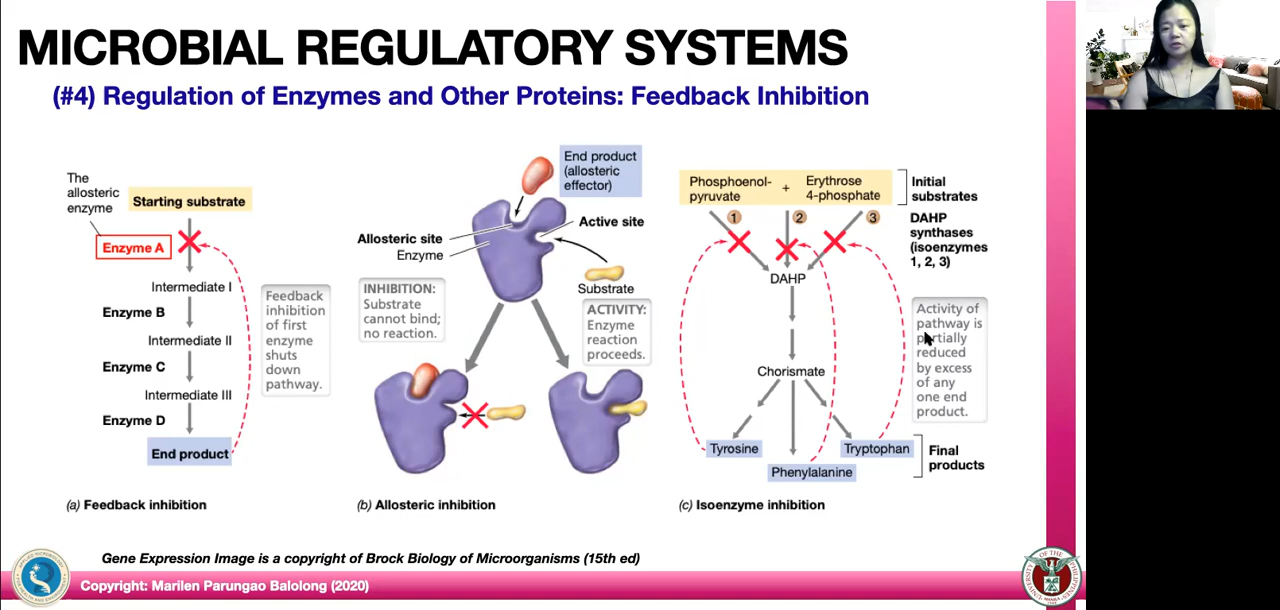 MICROBIAL REGULATORY SYSTEMS
(#4) Regulation of Enzymes and Other Proteins: Feedback Inhibition
The
allosteric
enzyme
Starting substrate
Enzyme A
Intermediate I
Enzyme B
Intermediate II
Enzyme C
Intermediate III
Enzyme D
End product
Feedback
inhibition
of first
enzyme
shuts
down
pathway.
(a) Feedback inhibition
End product
(allosteric
effector)
Allosteric site
Enzyme
Active site
Substrate
INHIBITION:
Substrate
cannot bind;
no reaction.
ACTIVITY:
Enzyme
reaction
proceeds.
(b) Allosteric inhibition
Phosphoenol-
pyruvate
+
Erythrose
4-phosphate
Initial
substrates
1
2
3
DAHP
synthases
(isoenzymes
1, 2, 3)
DAHP
Chorismate
Activity of
pathway is
partially
reduced
by excess
of any
one end
product.
Tyrosine
Phenylalanine
Tryptophan
Final
products
(c) Isoenzyme inhibition
Gene Expression Image is a copyright of Brock Biology of Microorganisms (15th ed)
Copyright: Marilen Parungao Balolong (2020)